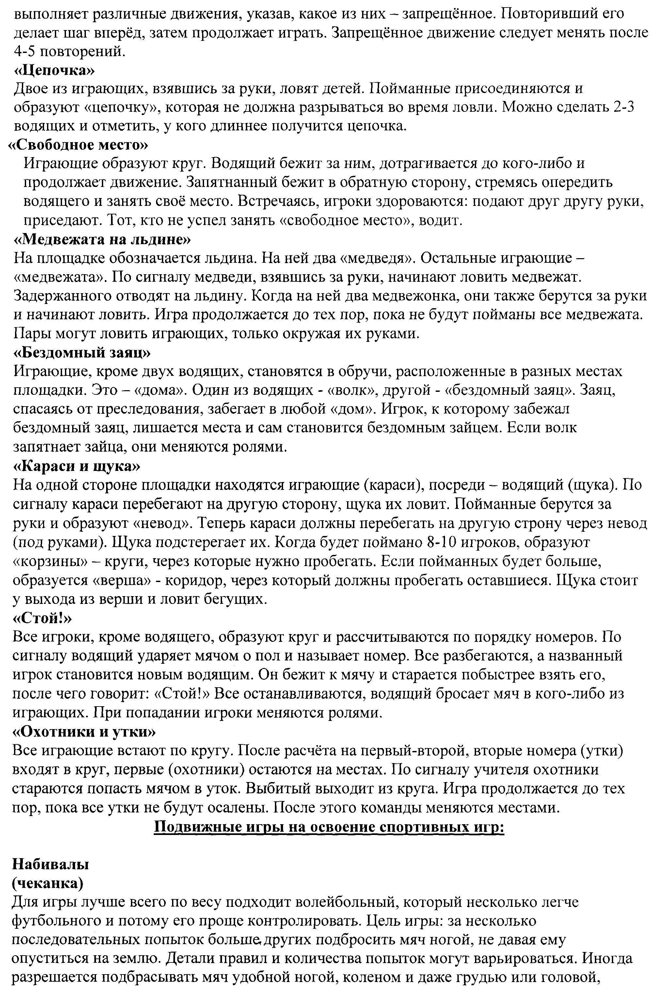 выполняет различные движения, указав, какое из них – запрещённое. Повторивший его
делает шаг вперёд, затем продолжает играть. Запрещённое движение следует менять после
4-5 повторений.
«Цепочка»
Двое из играющих, взявшись за руки, ловят детей. Пойманные присоединяются и
образуют «цепочку», которая не должна разрываться во время ловли. Можно сделать 2-3
водящих и отметить, у кого длиннее получится цепочка.
«Свободное место»
Играющие образуют круг. Водящий бежит за ним, дотрагивается до кого-либо и
продолжает движение. Запятнанный бежит в обратную сторону, стремясь опередить
водящего и занять своё место. Встречаясь, игроки здороваются: подают друг другу руки,
приседают. Тот, кто не успел занять «свободное место», водит.
«Медвежата на льдине»
На площадке обозначается льдина. На ней два «медведя». Остальные играющие –
«медвежата». По сигналу медведи, взявшись за руки, начинают ловить медвежат.
Задержанного отводят на льдину. Когда на ней два медвежонка, они также берутся за руки
и начинают ловить. Игра продолжается до тех пор, пока не будут пойманы все медвежата.
Пары могут ловить играющих, только окружая их руками.
«Бездомный заяц»
Играющие, кроме двух водящих, становятся в обручи, расположенные в разных местах
площадки. Это – «дома». Один из водящих - «волк», другой - «бездомный заяц». Заяц,
спасаясь от преследования, забегает в любой «дом». Игрок, к которому забежал
бездомный заяц, лишается места и сам становится бездомным зайцем. Если волк
запятнает зайца, они меняются ролями.
«Караси и щука»
На одной стороне площадки находятся играющие (караси), посреди – водящий (щука). По
сигналу караси перебегают на другую сторону, щука их ловит. Пойманные берутся за
руки и образуют «невод». Теперь караси должны перебегать на другую строну через невод
(под руками). Щука подстерегает их. Когда будет поймано 8-10 игроков, образуют
«корзины» – круги, через которые нужно пробегать. Если пойманных будет больше,
образуется «верша» - коридор, через который должны пробегать оставшиеся. Щука стоит
у выхода из верши и ловит бегущих.
«Стой!»
Все игроки, кроме водящего, образуют круг и рассчитываются по порядку номеров. По
сигналу водящий ударяет мячом о пол и называет номер. Все разбегаются, а названный
игрок становится новым водящим. Он бежит к мячу и старается побыстрее взять его,
после чего говорит: «Стой!» Все останавливаются, водящий бросает мяч в кого-либо из
играющих. При попадании игроки меняются ролями.
«Охотники и утки»
Все играющие встают по кругу. После расчёта на первый-второй, вторые номера (утки)
входят в круг, первые (охотники) остаются на местах. По сигналу учителя охотники
стараются попасть мячом в уток. Выбитый выходит из круга. Игра продолжается до тех
пор, пока все утки не будут осалены. После этого команды меняются местами.
Подвижные игры на освоение спортивных игр:
Набивалы
(чеканка)
Для игры лучше всего по весу подходит волейбольный, который несколько легче
футбольного и потому его проще контролировать. Цель игры: за несколько
последовательных попыток больше других подбросить мяч ногой, не давая ему
опуститься на землю. Детали правил и количества попыток могут варьироваться. Иногда
разрешается подбрасывать мяч удобной ногой, коленом и даже грудью или головой,